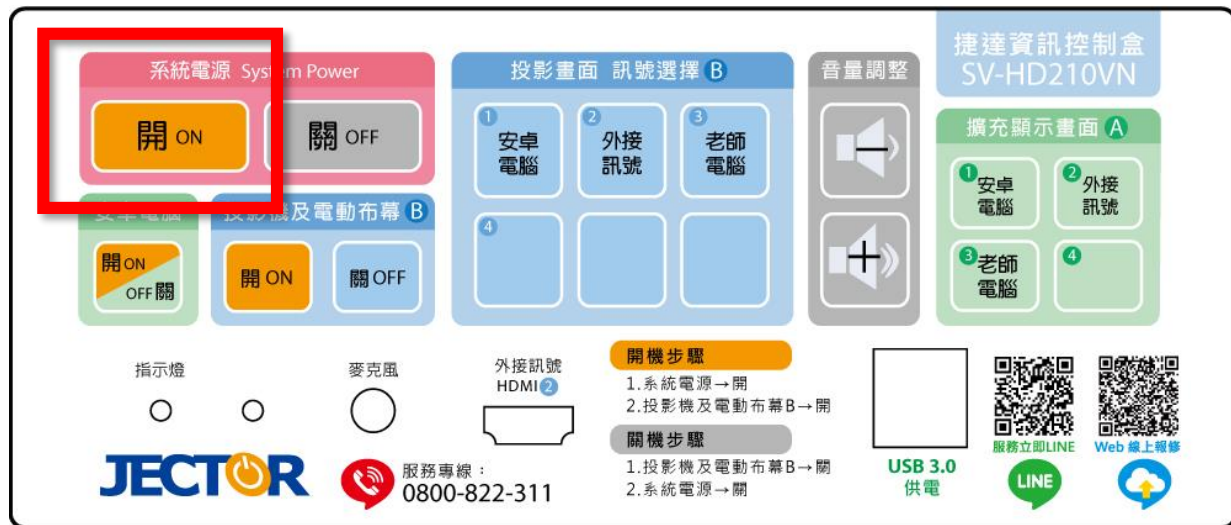 捷達資訊控制盒
SV-HD210VN
系統電源 System Power
開 ON
關 OFF
投影畫面 訊號選擇 B
1
安卓
電腦
2
外接
訊號
3
老師
電腦
4
音量調整
擴充顯示畫面 A
1
安卓
電腦
2
外接
訊號
3
老師
電腦
4
安卓電腦
開 ON
OFF 關
投影機及電動布幕 B
開 ON
關 OFF
指示燈
麥克風
外接訊號
HDMI 2
開機步驟
1.系統電源→開
2.投影機及電動布幕B→開
關機步驟
1.投影機及電動布幕B→關
2.系統電源→關
USB 3.0
供電
服務立即LINE
LINE
Web 線上報修
JECTOR
服務專線：
0800-822-311